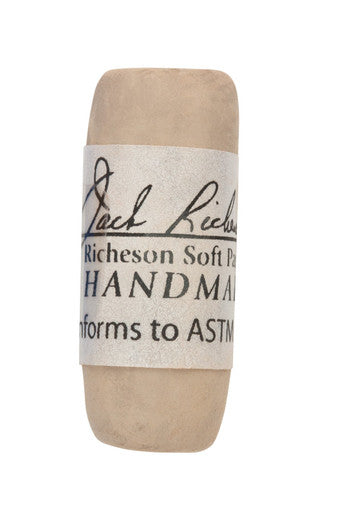 Jack Riches
Richeson Soft Pa
HANDMA
nforms to ASTM